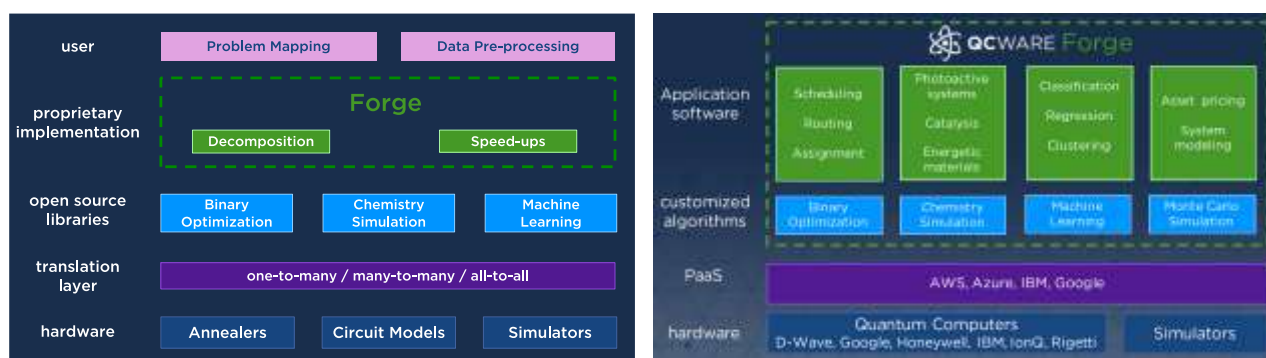 user
Problem Mapping
Data Pre-processing
proprietary
implementation
Forge
Decomposition
Speed-ups
open source
libraries
Binary
Optimization
Chemistry
Simulation
Machine
Learning
translation
layer
one-to-many / many-to-many / all-to-all
hardware
Annealers
Circuit Models
Simulators
QCWARE Forge
Application
software
Scheduling
Routing
Assignment
Photoactive
systems
Catalysis
Energetic
materials
Classification
Regression
Clustering
Asset pricing
System
modeling
customized
algorithms
Binary
Optimization
Chemistry
Simulation
Machine
Learning
Monte Carlo
Simulation
PaaS
AWS, Azure, IBM, Google
hardware
Quantum Computers
D-Wave, Google, Honeywell, IBM, IonQ, Rigetti
Simulators